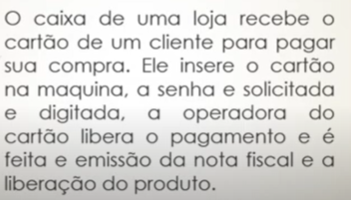 O caixa de uma loja recebe o
cartão de um cliente para pagar
sua compra. Ele insere o cartão
na maquina, a senha e solicitada
e digitada, a operadora do
cartão libera o pagamento e é
feita e emissão da nota fiscal e a
liberação do produto.